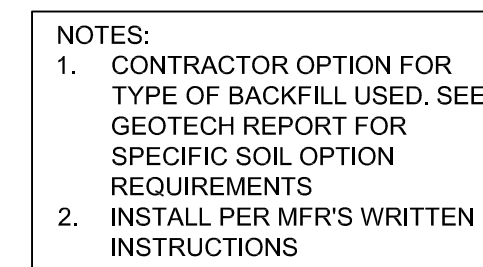 NOTES:
1. CONTRACTOR OPTION FOR
TYPE OF BACKFILL USED. SEE
GEOTECH REPORT FOR
SPECIFIC SOIL OPTION
REQUIREMENTS
2. INSTALL PER MFR'S WRITTEN
INSTRUCTIONS